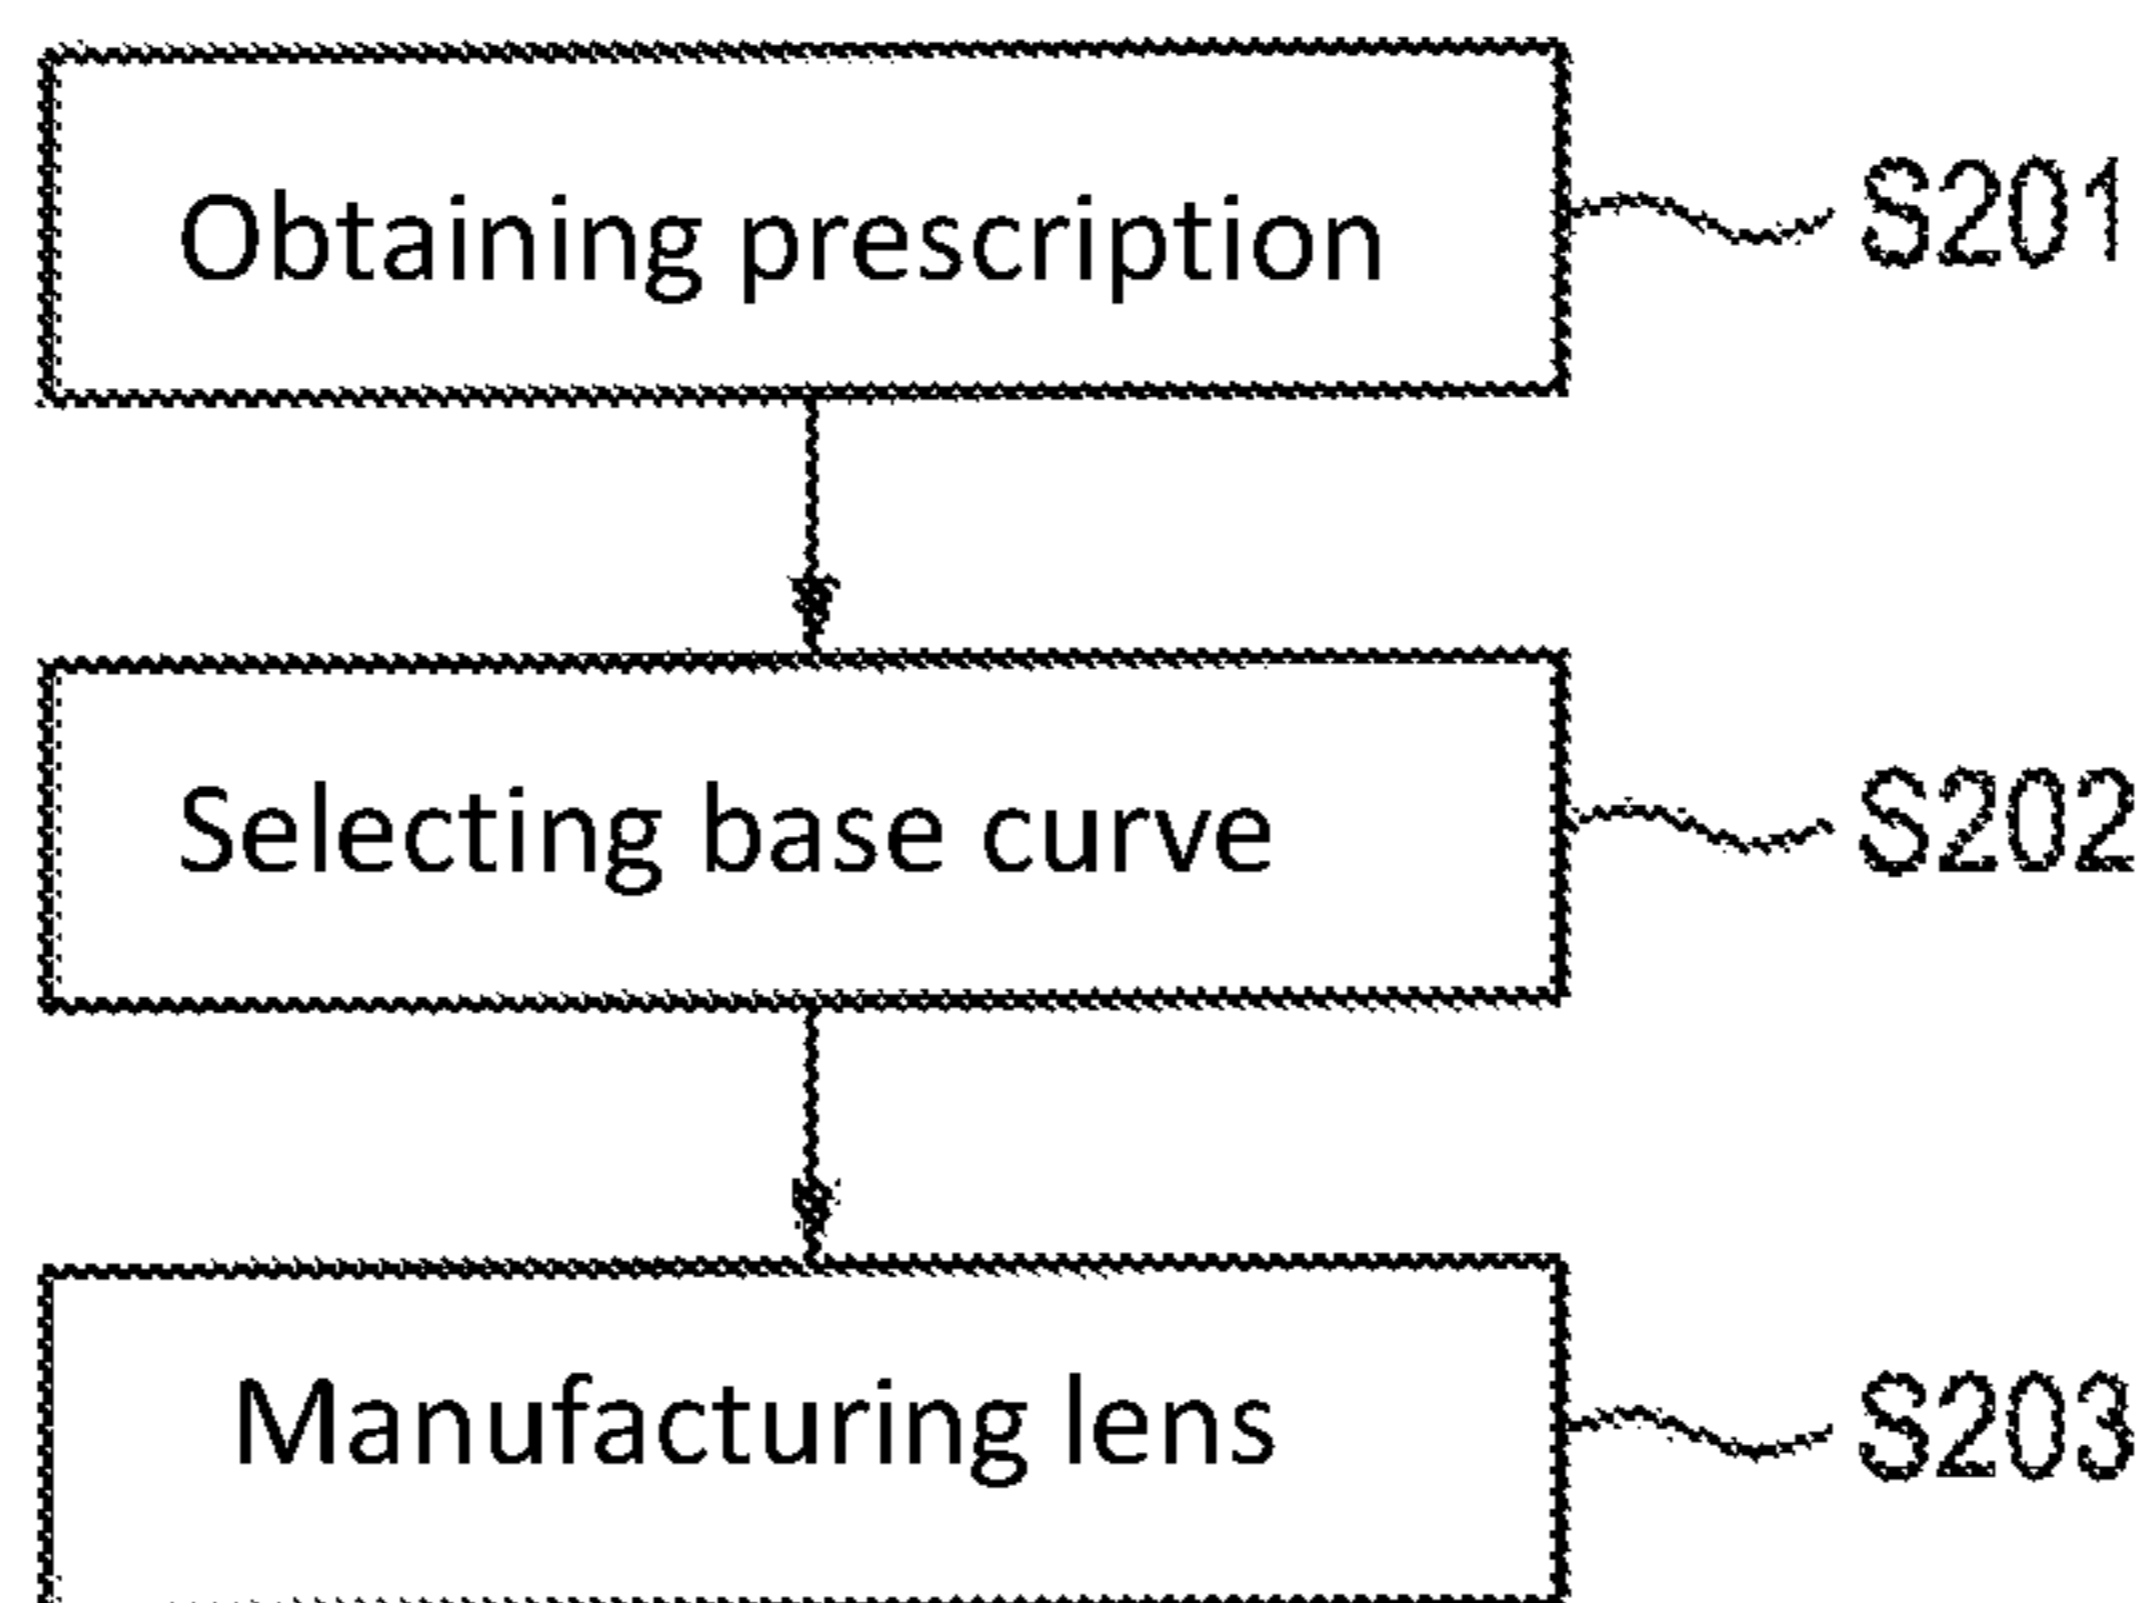 Obtaining prescription S201
Selecting base curve S202
Manufacturing lens S203